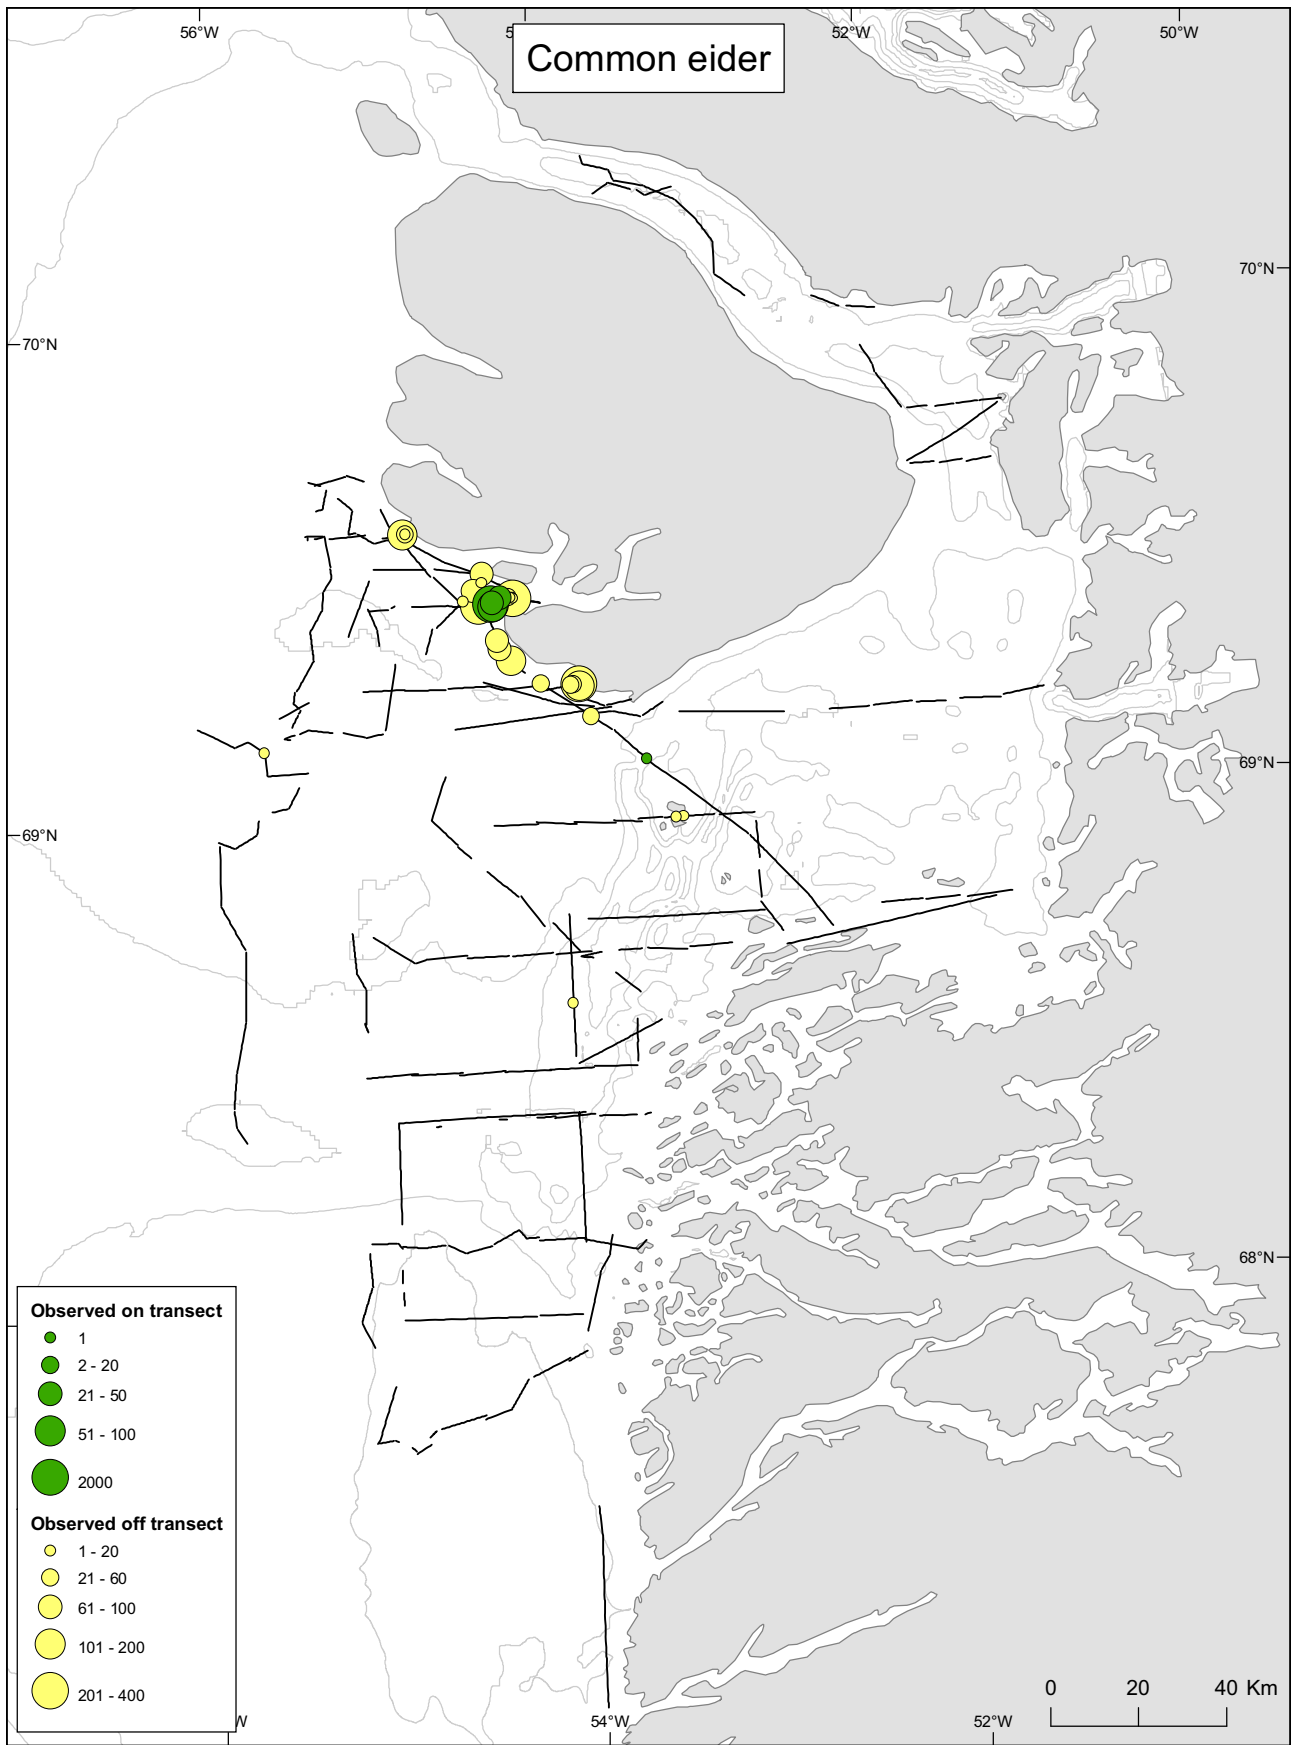 56°W
5
52°W
50°W
Common eider
70°N
70°N
69°N
69°N
68°N
Observed on transect
1
2 - 20
21 - 50
51 - 100
2000
Observed off transect
1 - 20
21 - 60
61 - 100
101 - 200
201 - 400
W
54°W
52°W
0 20 40 Km